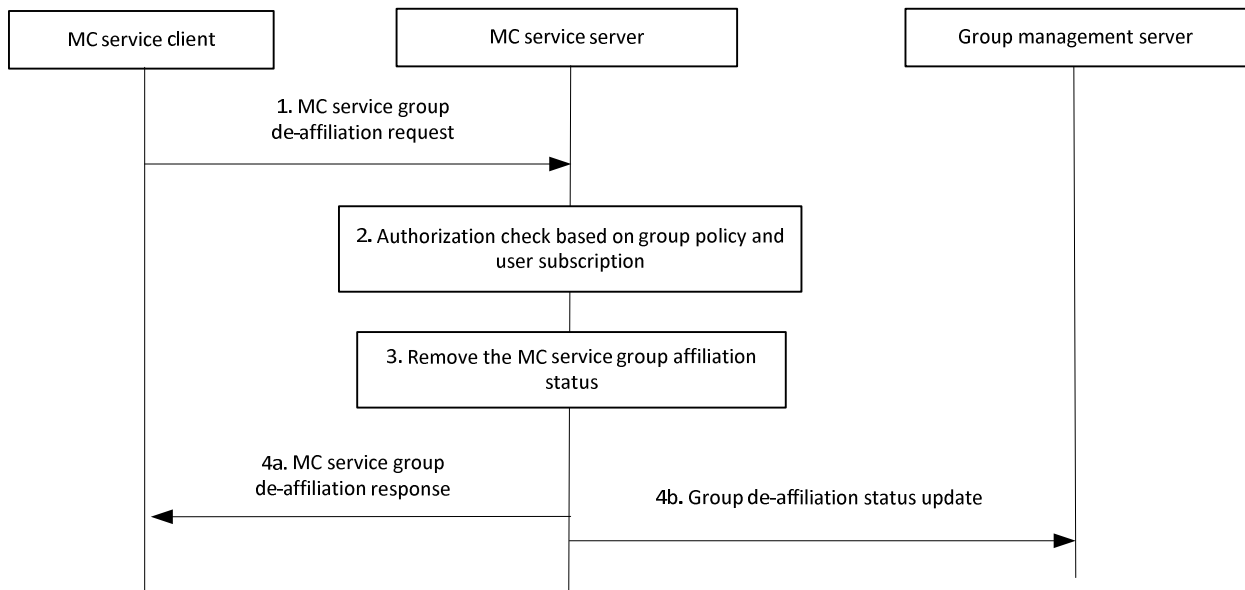 MC service client
MC service server
Group management server
1. MC service group
de-affiliation request
2. Authorization check based on group policy and
user subscription
3. Remove the MC service group affiliation
status
4a. MC service group
de-affiliation response
4b. Group de-affiliation status update